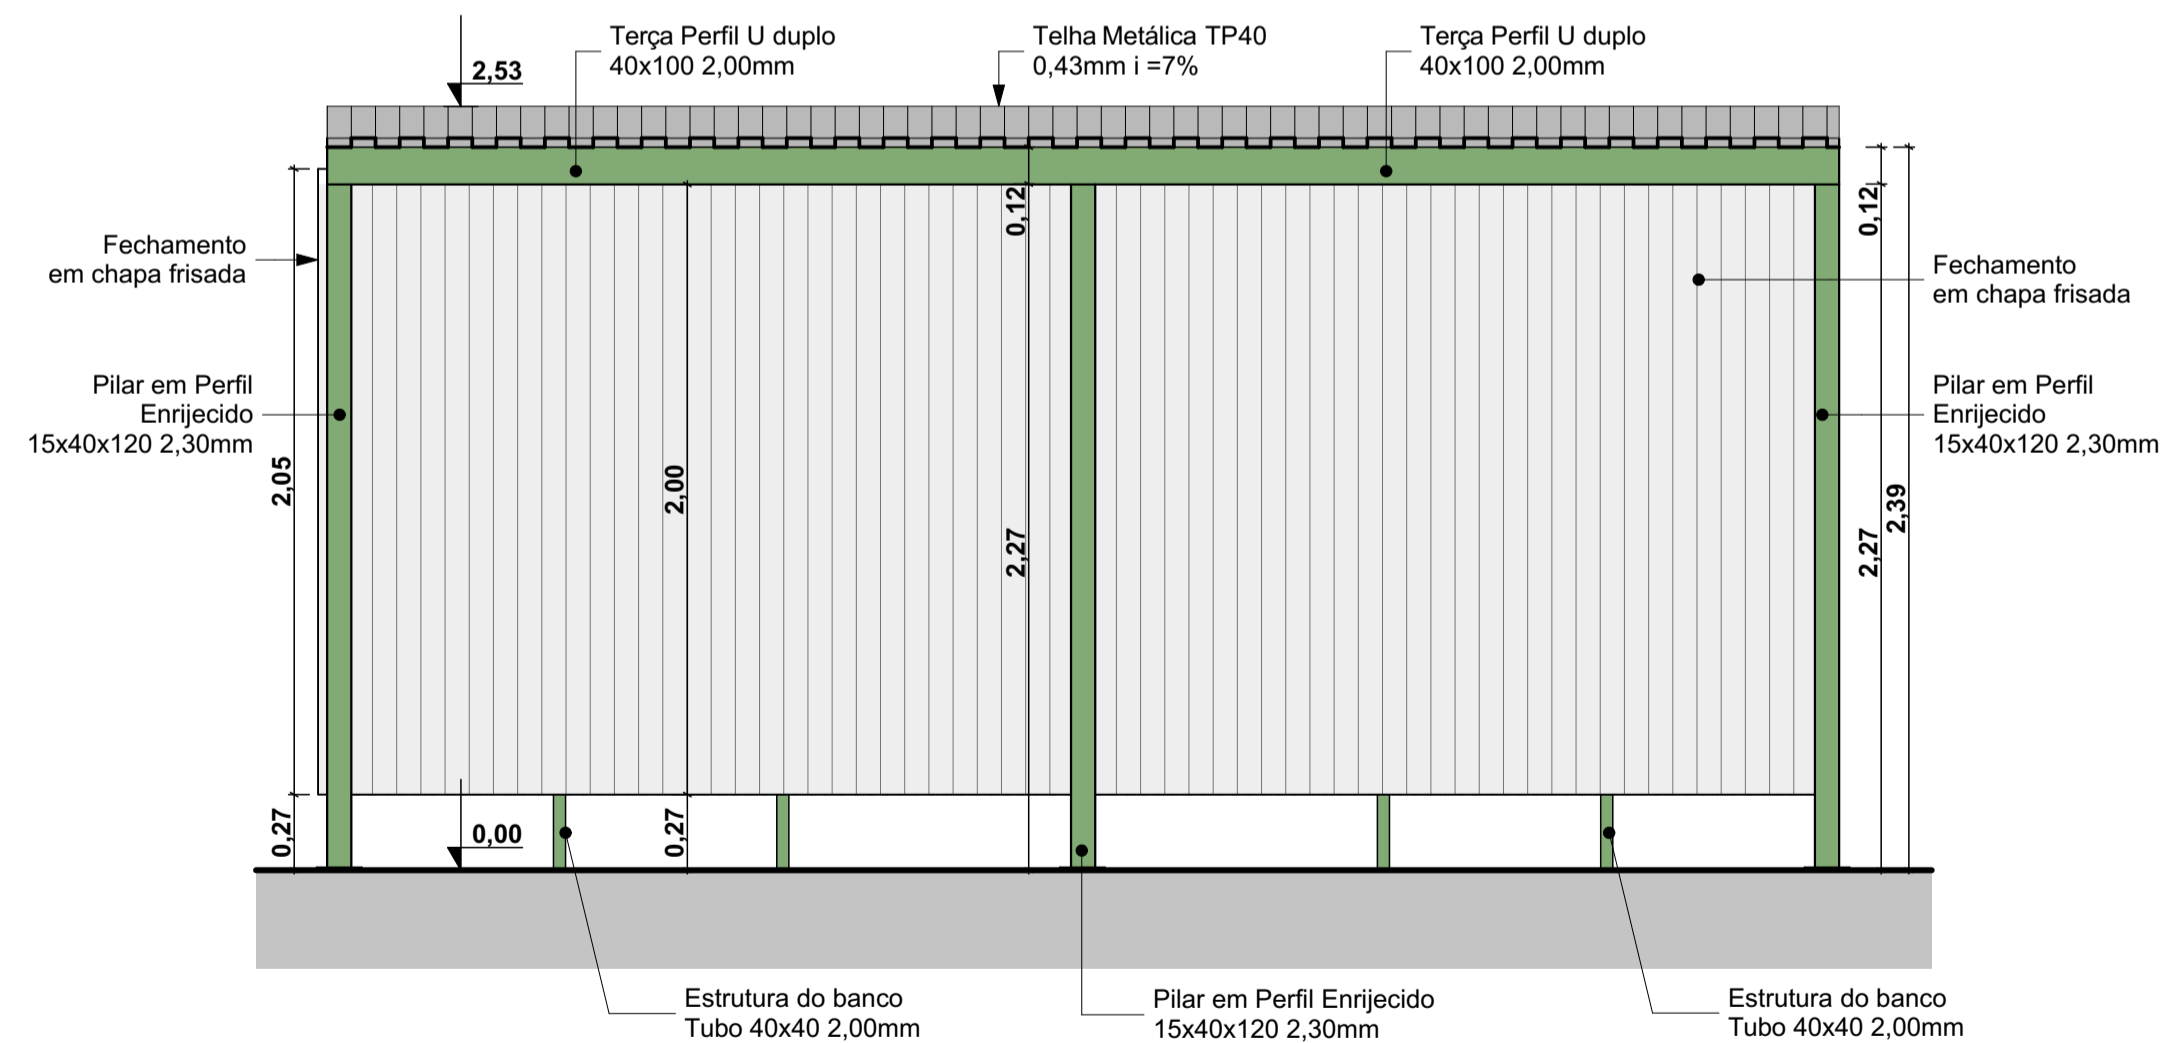 Terça Perfil U duplo
40x100 2,00mm
Telha Metálica TP40
0,43mm i =7%
Terça Perfil U duplo
40x100 2,00mm
2,53
Fechamento
em chapa frisada
0,12
0,12
Fechamento
em chapa frisada
Pilar em Perfil
Enrijecido
15x40x120 2,30mm
Pilar em Perfil
Enrijecido
15x40x120 2,30mm
2,05
2,00
2,27
2,27
2,39
0,27
0,00
0,27
Estrutura do banco
Tubo 40x40 2,00mm
Pilar em Perfil Enrijecido
15x40x120 2,30mm
Estrutura do banco
Tubo 40x40 2,00mm